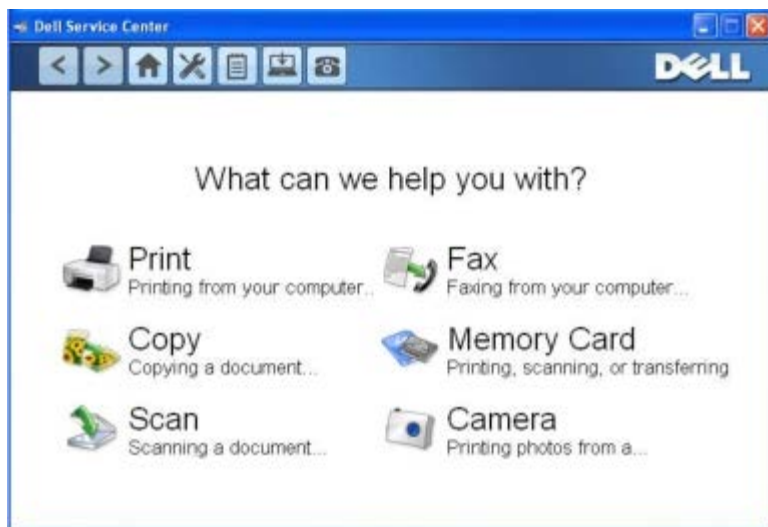 Dell Service Center
DELL
What can we help you with?
Print
Printing from your computer..
Fax
Faxing from your computer...
Copy
Copying a document...
Memory Card
Printing, scanning, or transferring
Scan
Scanning a document...
Camera
Printing photos from a...